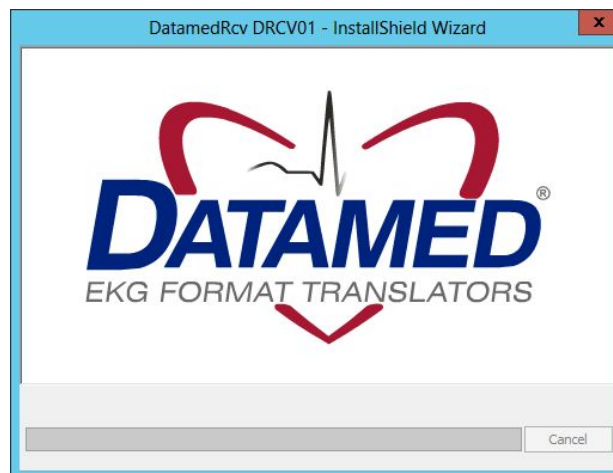 DatamedRcv DRCV01 - InstallShield Wizard
x
DATAMED®
EKG FORMAT TRANSLATORS
Cancel